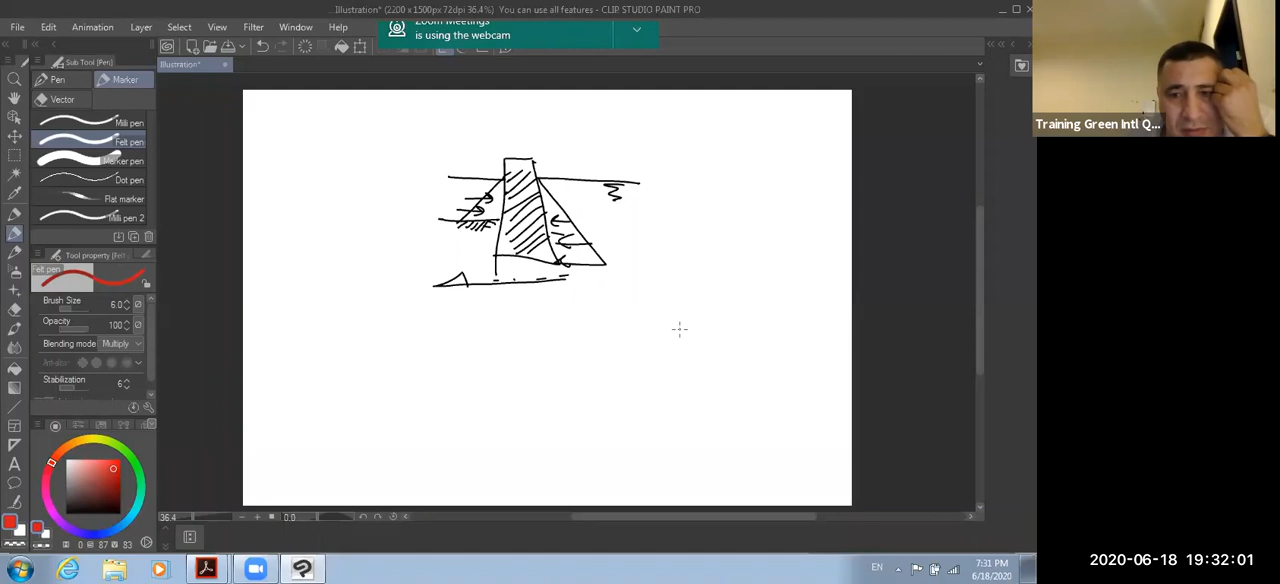 ...Illustration* (2200 x 1500px 72dpi 36.4%) You can use all features - CLIP STUDIO PAINT PRO
File Edit Animation Layer Select View Filter Window Help
Zoom Meetings
is using the webcam
Sub Tool [Pen]
Illustration*
Pen Marker
Vector
Milli pen
Felt pen
Marker pen
Dot pen
Flat marker
Milli pen 2
Tool property [Felt
Felt pen
Brush Size 6.0
Opacity 100
Blending mode Multiply
Stabilization 6
36.4 0.0
0 87 83
Training Green Intl Q...
2020-06-18 19:32:01
EN
7:31 PM
6/18/2020